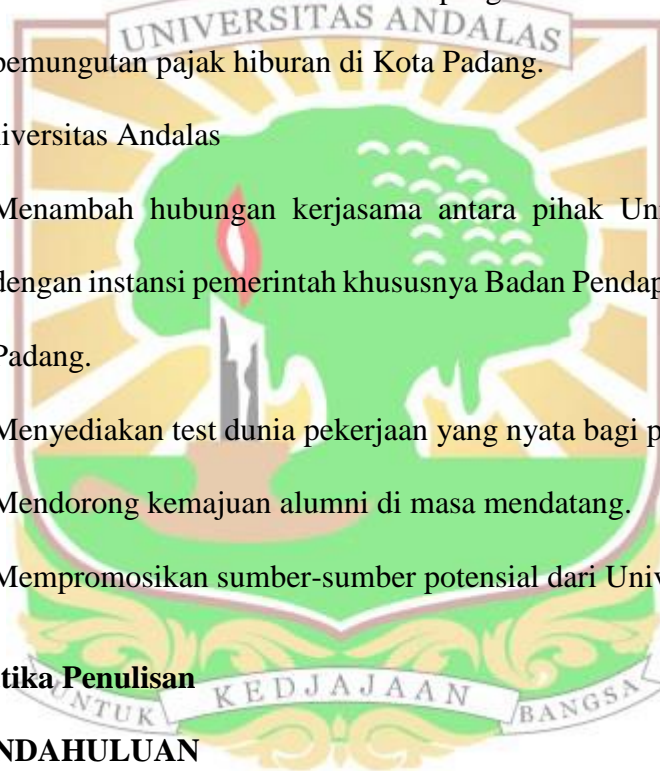 UNIVERSITAS ANDALAS
pemungutan pajak hiburan di Kota Padang.
iversitas Andalas
Menambah hubungan kerjasama antara pihak Un
dengan instansi pemerintah khususnya Badan Pendap
Padang.
Menyediakan test dunia pekerjaan yang nyata bagi p
Mendorong kemajuan alumni di masa mendatang.
Mempromosikan sumber-sumber potensial dari Univ
tika Penulisan
UNTUK KEDJAJAAN BANGSA
NDAHULUAN